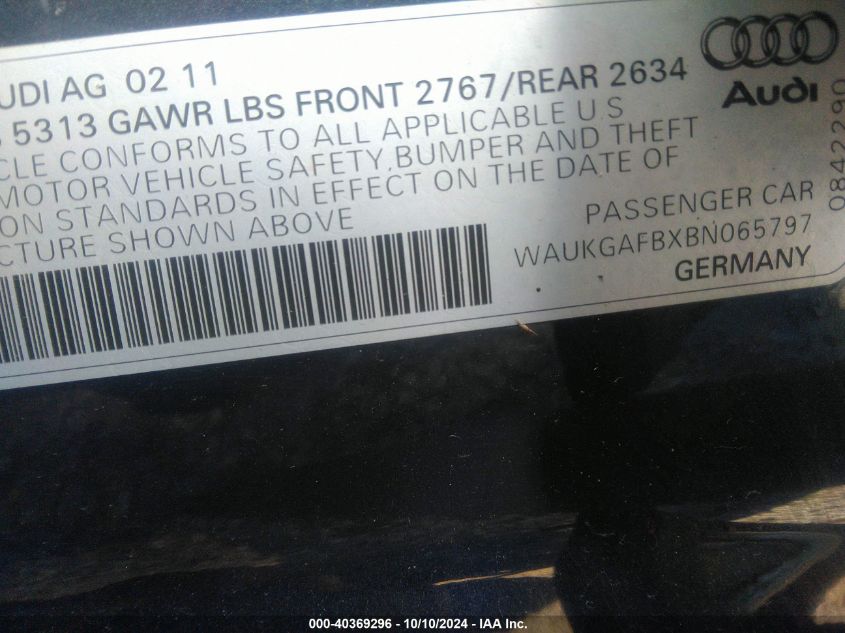 UDI AG 02 11
5313 GAWR LBS FRONT 2767/REAR 2634
CLE CONFORMS TO ALL APPLICABLE U S
MOTOR VEHICLE SAFETY,BUMPER AND THEFT
ON STANDARDS IN EFFECT ON THE DATE OF
CTURE SHOWN ABOVE
Audi
PASSENGER CAR
WAUKGAFBXBN065797
GERMANY
0842290
000-40369296 - 10/10/2024 - IAA Inc.